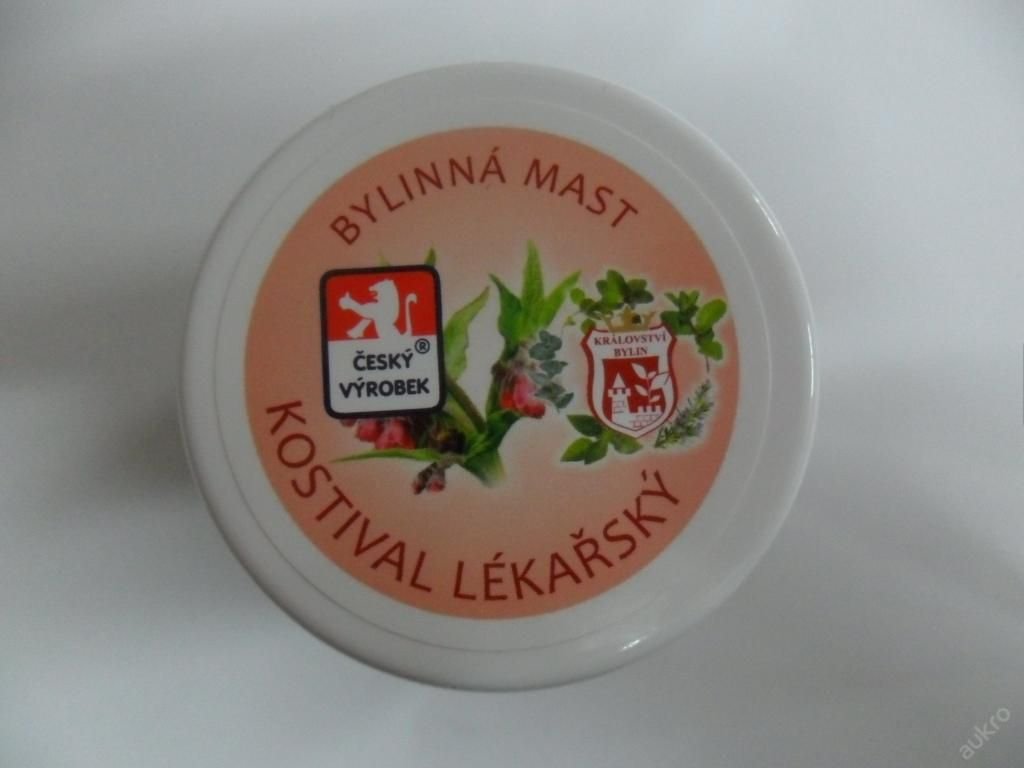 BYLINNÁ MAST
ČESKÝ®
VÝROBEK
KRÁLOVSTVÍ
BYLIN
KOSTIVAL LÉKAŘSKÝ
aukro